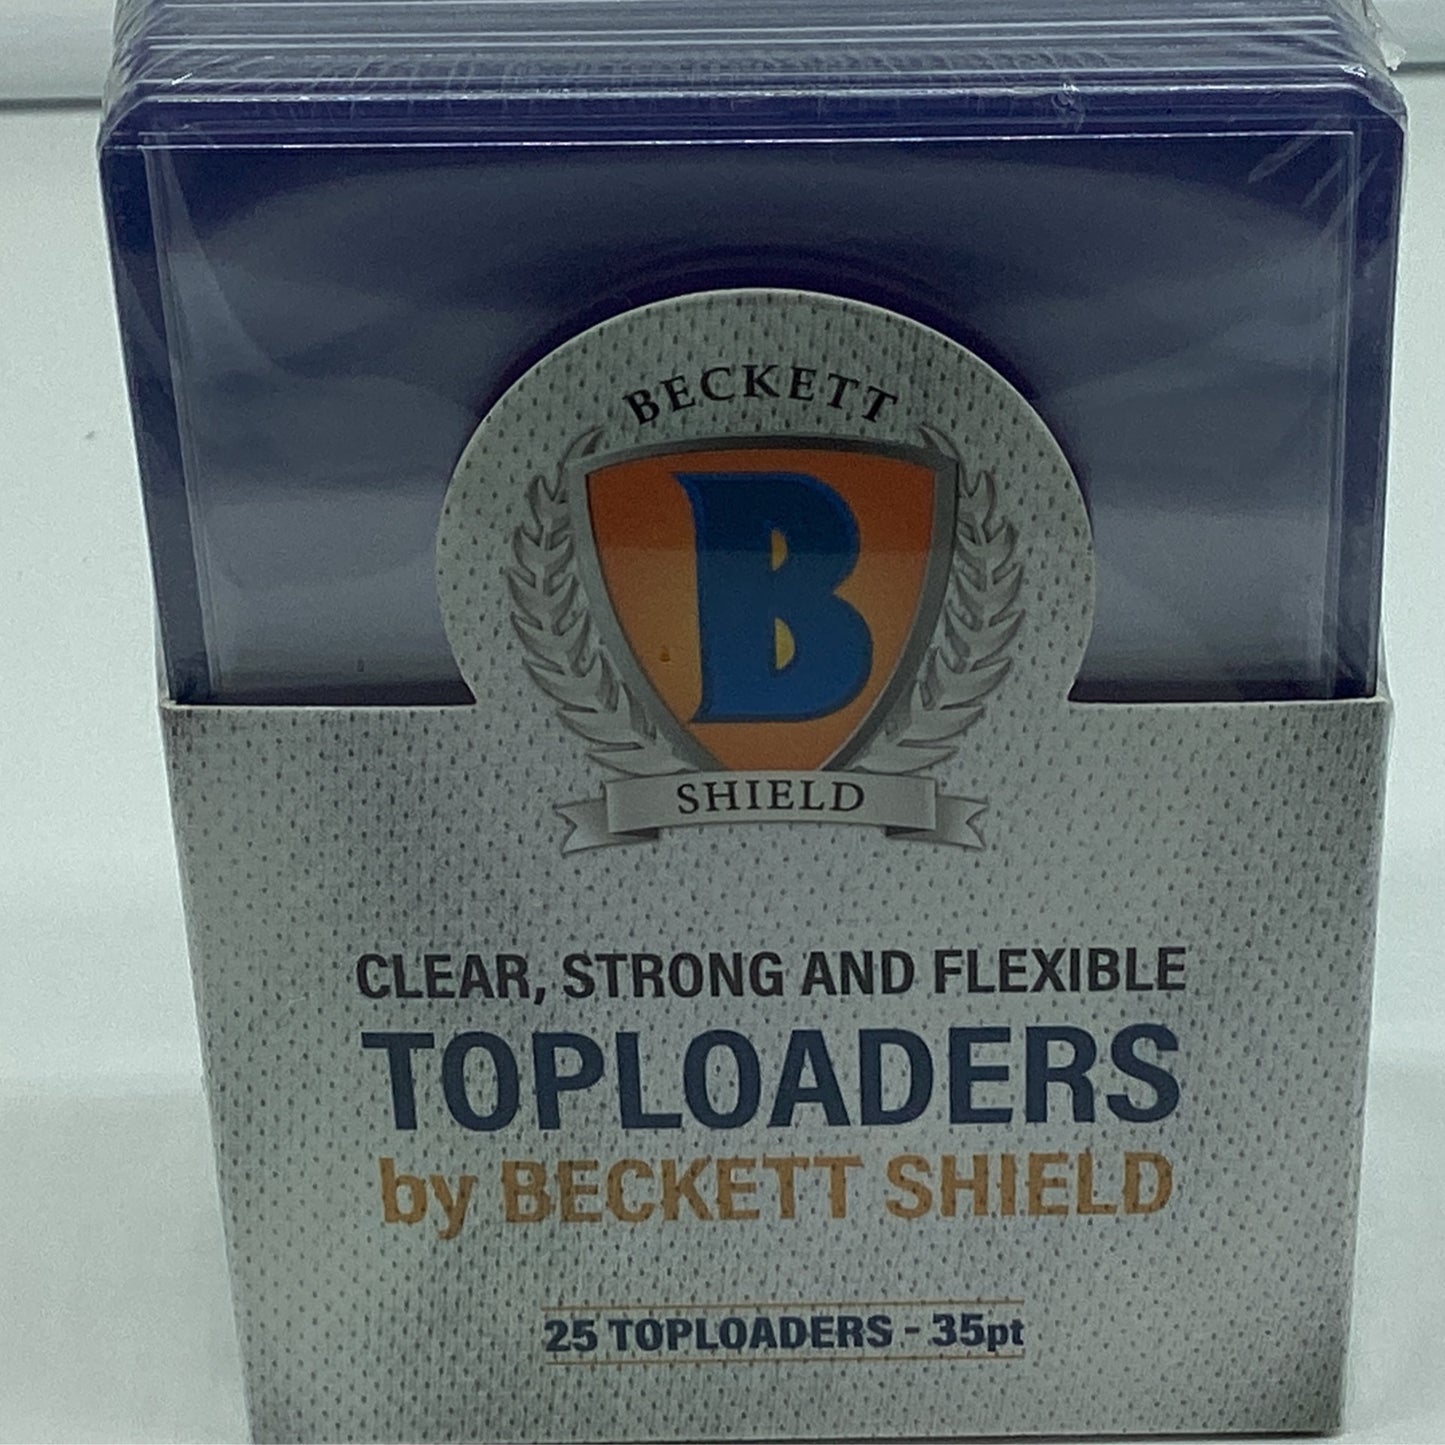 BECKETT
B
SHIELD
CLEAR, STRONG AND FLEXIBLE
TOPLOADERS
by BECKETT SHIELD
25 TOPLOADERS - 35pt